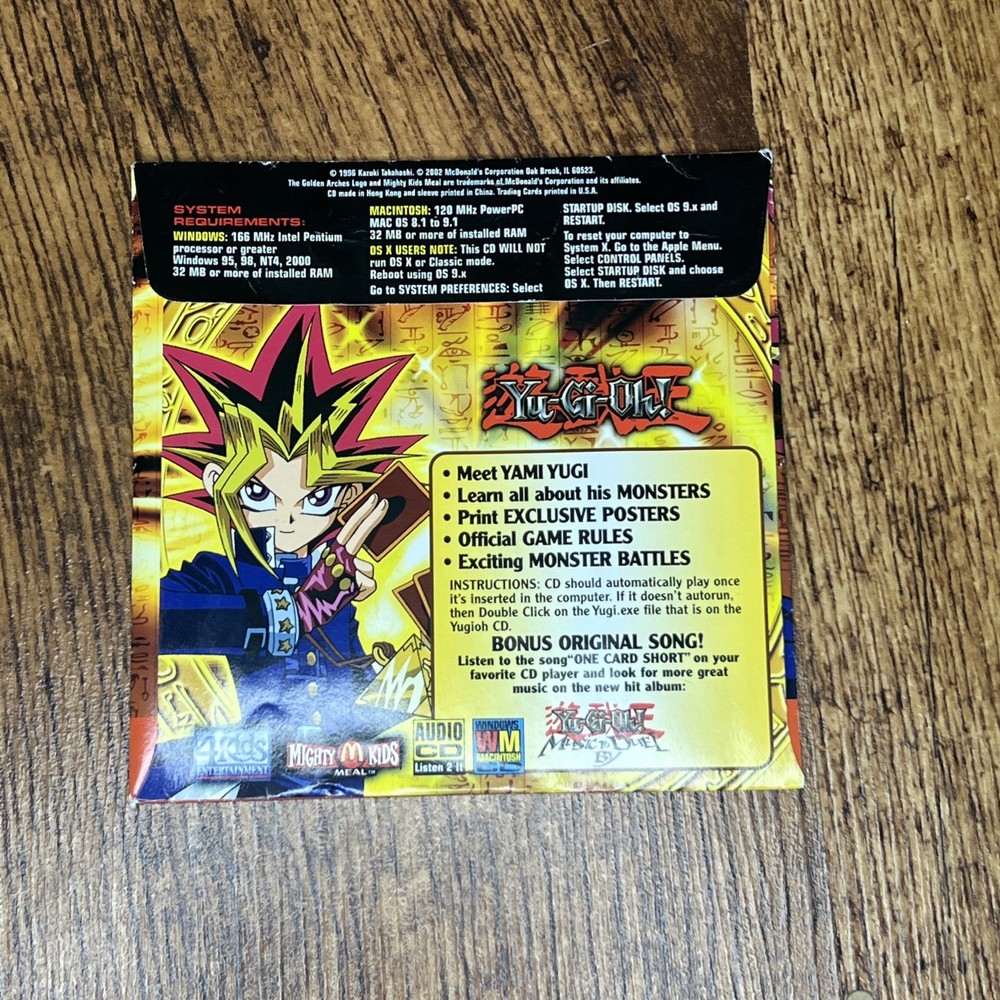 © 1996 Kazuki Takahashi. © 2002 McDonald's Corporation Oak Brook, IL 60523.
The Golden Arches Logo and Mighty Kids Meal are trademarks of McDonald's Corporation and its affiliates.
CD made in Hong Kong and sleeve printed in China. Trading Cards printed in U.S.A.
SYSTEM
REQUIREMENTS:
WINDOWS: 166 MHz Intel Pentium
processor or greater
Windows 95, 98, NT4, 2000
32 MB or more of installed RAM
MACINTOSH: 120 MHz PowerPC
MAC OS 8.1 to 9.1
32 MB or more of installed RAM
OS X USERS NOTE: This CD WILL NOT
run OS X or Classic mode.
Reboot using OS 9.x
Go to SYSTEM PREFERENCES: Select
STARTUP DISK. Select OS 9.x and
RESTART.
To reset your computer to
System X. Go to the Apple Menu.
Select CONTROL PANELS.
Select STARTUP DISK and choose
OS X. Then RESTART.
Yu-Gi-Oh!
• Meet YAMI YUGI
• Learn all about his MONSTERS
• Print EXCLUSIVE POSTERS
• Official GAME RULES
• Exciting MONSTER BATTLES
INSTRUCTIONS: CD should automatically play once
it's inserted in the computer. If it doesn't autorun,
then Double Click on the Yugi.exe file that is on the
Yugioh CD.
BONUS ORIGINAL SONG!
Listen to the song "ONE CARD SHORT" on your
favorite CD player and look for more great
music on the new hit album:
Yu-Gi-Oh!
MUSIC TO DUEL
BY
4Kids
ENTERTAINMENT
MIGHTY M KIDS
MEAL™
AUDIO
CD
Listen 2 It
WINDOWS
WM
MACINTOSH